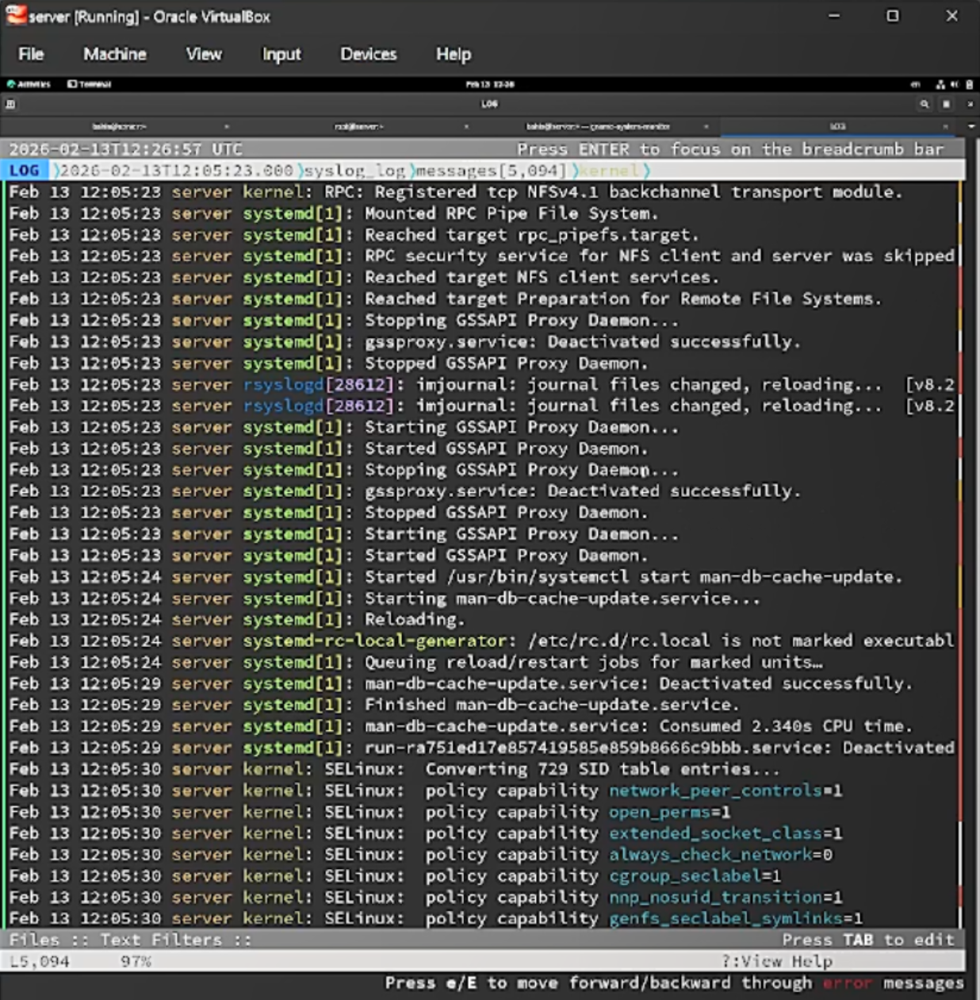 server [Running] - Oracle VirtualBox
File Machine View Input Devices Help
Activities Terminal Feb 13 12:26 en
LOG
LOG
2026-02-13T12:26:57 UTC Press ENTER to focus on the breadcrumb bar
LOG ⟩2026-02-13T12:05:23.000⟩syslog_log⟩messages[5,094]⟩kernel⟩
Feb 13 12:05:23 server kernel: RPC: Registered tcp NFSv4.1 backchannel transport module.
Feb 13 12:05:23 server systemd[1]: Mounted RPC Pipe File System.
Feb 13 12:05:23 server systemd[1]: Reached target rpc_pipefs.target.
Feb 13 12:05:23 server systemd[1]: RPC security service for NFS client and server was skipped
Feb 13 12:05:23 server systemd[1]: Reached target NFS client services.
Feb 13 12:05:23 server systemd[1]: Reached target Preparation for Remote File Systems.
Feb 13 12:05:23 server systemd[1]: Stopping GSSAPI Proxy Daemon...
Feb 13 12:05:23 server systemd[1]: gssproxy.service: Deactivated successfully.
Feb 13 12:05:23 server systemd[1]: Stopped GSSAPI Proxy Daemon.
Feb 13 12:05:23 server rsyslogd[28612]: imjournal: journal files changed, reloading... [v8.2
Feb 13 12:05:23 server rsyslogd[28612]: imjournal: journal files changed, reloading... [v8.2
Feb 13 12:05:23 server systemd[1]: Starting GSSAPI Proxy Daemon...
Feb 13 12:05:23 server systemd[1]: Started GSSAPI Proxy Daemon.
Feb 13 12:05:23 server systemd[1]: Stopping GSSAPI Proxy Daemon...
Feb 13 12:05:23 server systemd[1]: gssproxy.service: Deactivated successfully.
Feb 13 12:05:23 server systemd[1]: Stopped GSSAPI Proxy Daemon.
Feb 13 12:05:23 server systemd[1]: Starting GSSAPI Proxy Daemon...
Feb 13 12:05:23 server systemd[1]: Started GSSAPI Proxy Daemon.
Feb 13 12:05:24 server systemd[1]: Started /usr/bin/systemctl start man-db-cache-update.
Feb 13 12:05:24 server systemd[1]: Starting man-db-cache-update.service...
Feb 13 12:05:24 server systemd[1]: Reloading.
Feb 13 12:05:24 server systemd-rc-local-generator: /etc/rc.d/rc.local is not marked executabl
Feb 13 12:05:24 server systemd[1]: Queuing reload/restart jobs for marked units…
Feb 13 12:05:29 server systemd[1]: man-db-cache-update.service: Deactivated successfully.
Feb 13 12:05:29 server systemd[1]: Finished man-db-cache-update.service.
Feb 13 12:05:29 server systemd[1]: man-db-cache-update.service: Consumed 2.340s CPU time.
Feb 13 12:05:29 server systemd[1]: run-ra751ed17e857419585e859b8666c9bbb.service: Deactivated
Feb 13 12:05:30 server kernel: SELinux:  Converting 729 SID table entries...
Feb 13 12:05:30 server kernel: SELinux:  policy capability network_peer_controls=1
Feb 13 12:05:30 server kernel: SELinux:  policy capability open_perms=1
Feb 13 12:05:30 server kernel: SELinux:  policy capability extended_socket_class=1
Feb 13 12:05:30 server kernel: SELinux:  policy capability always_check_network=0
Feb 13 12:05:30 server kernel: SELinux:  policy capability cgroup_seclabel=1
Feb 13 12:05:30 server kernel: SELinux:  policy capability nnp_nosuid_transition=1
Feb 13 12:05:30 server kernel: SELinux:  policy capability genfs_seclabel_symlinks=1
Files :: Text Filters :: Press TAB to edit
L5,094 97% ?:View Help
Press e/E to move forward/backward through error messages